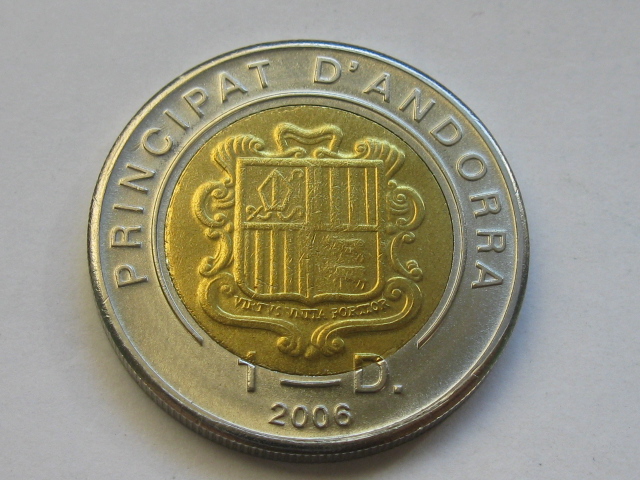 PRINCIPAT D'ANDORRA
VIRTVS VNITA FORTIOR
1 D.
2006